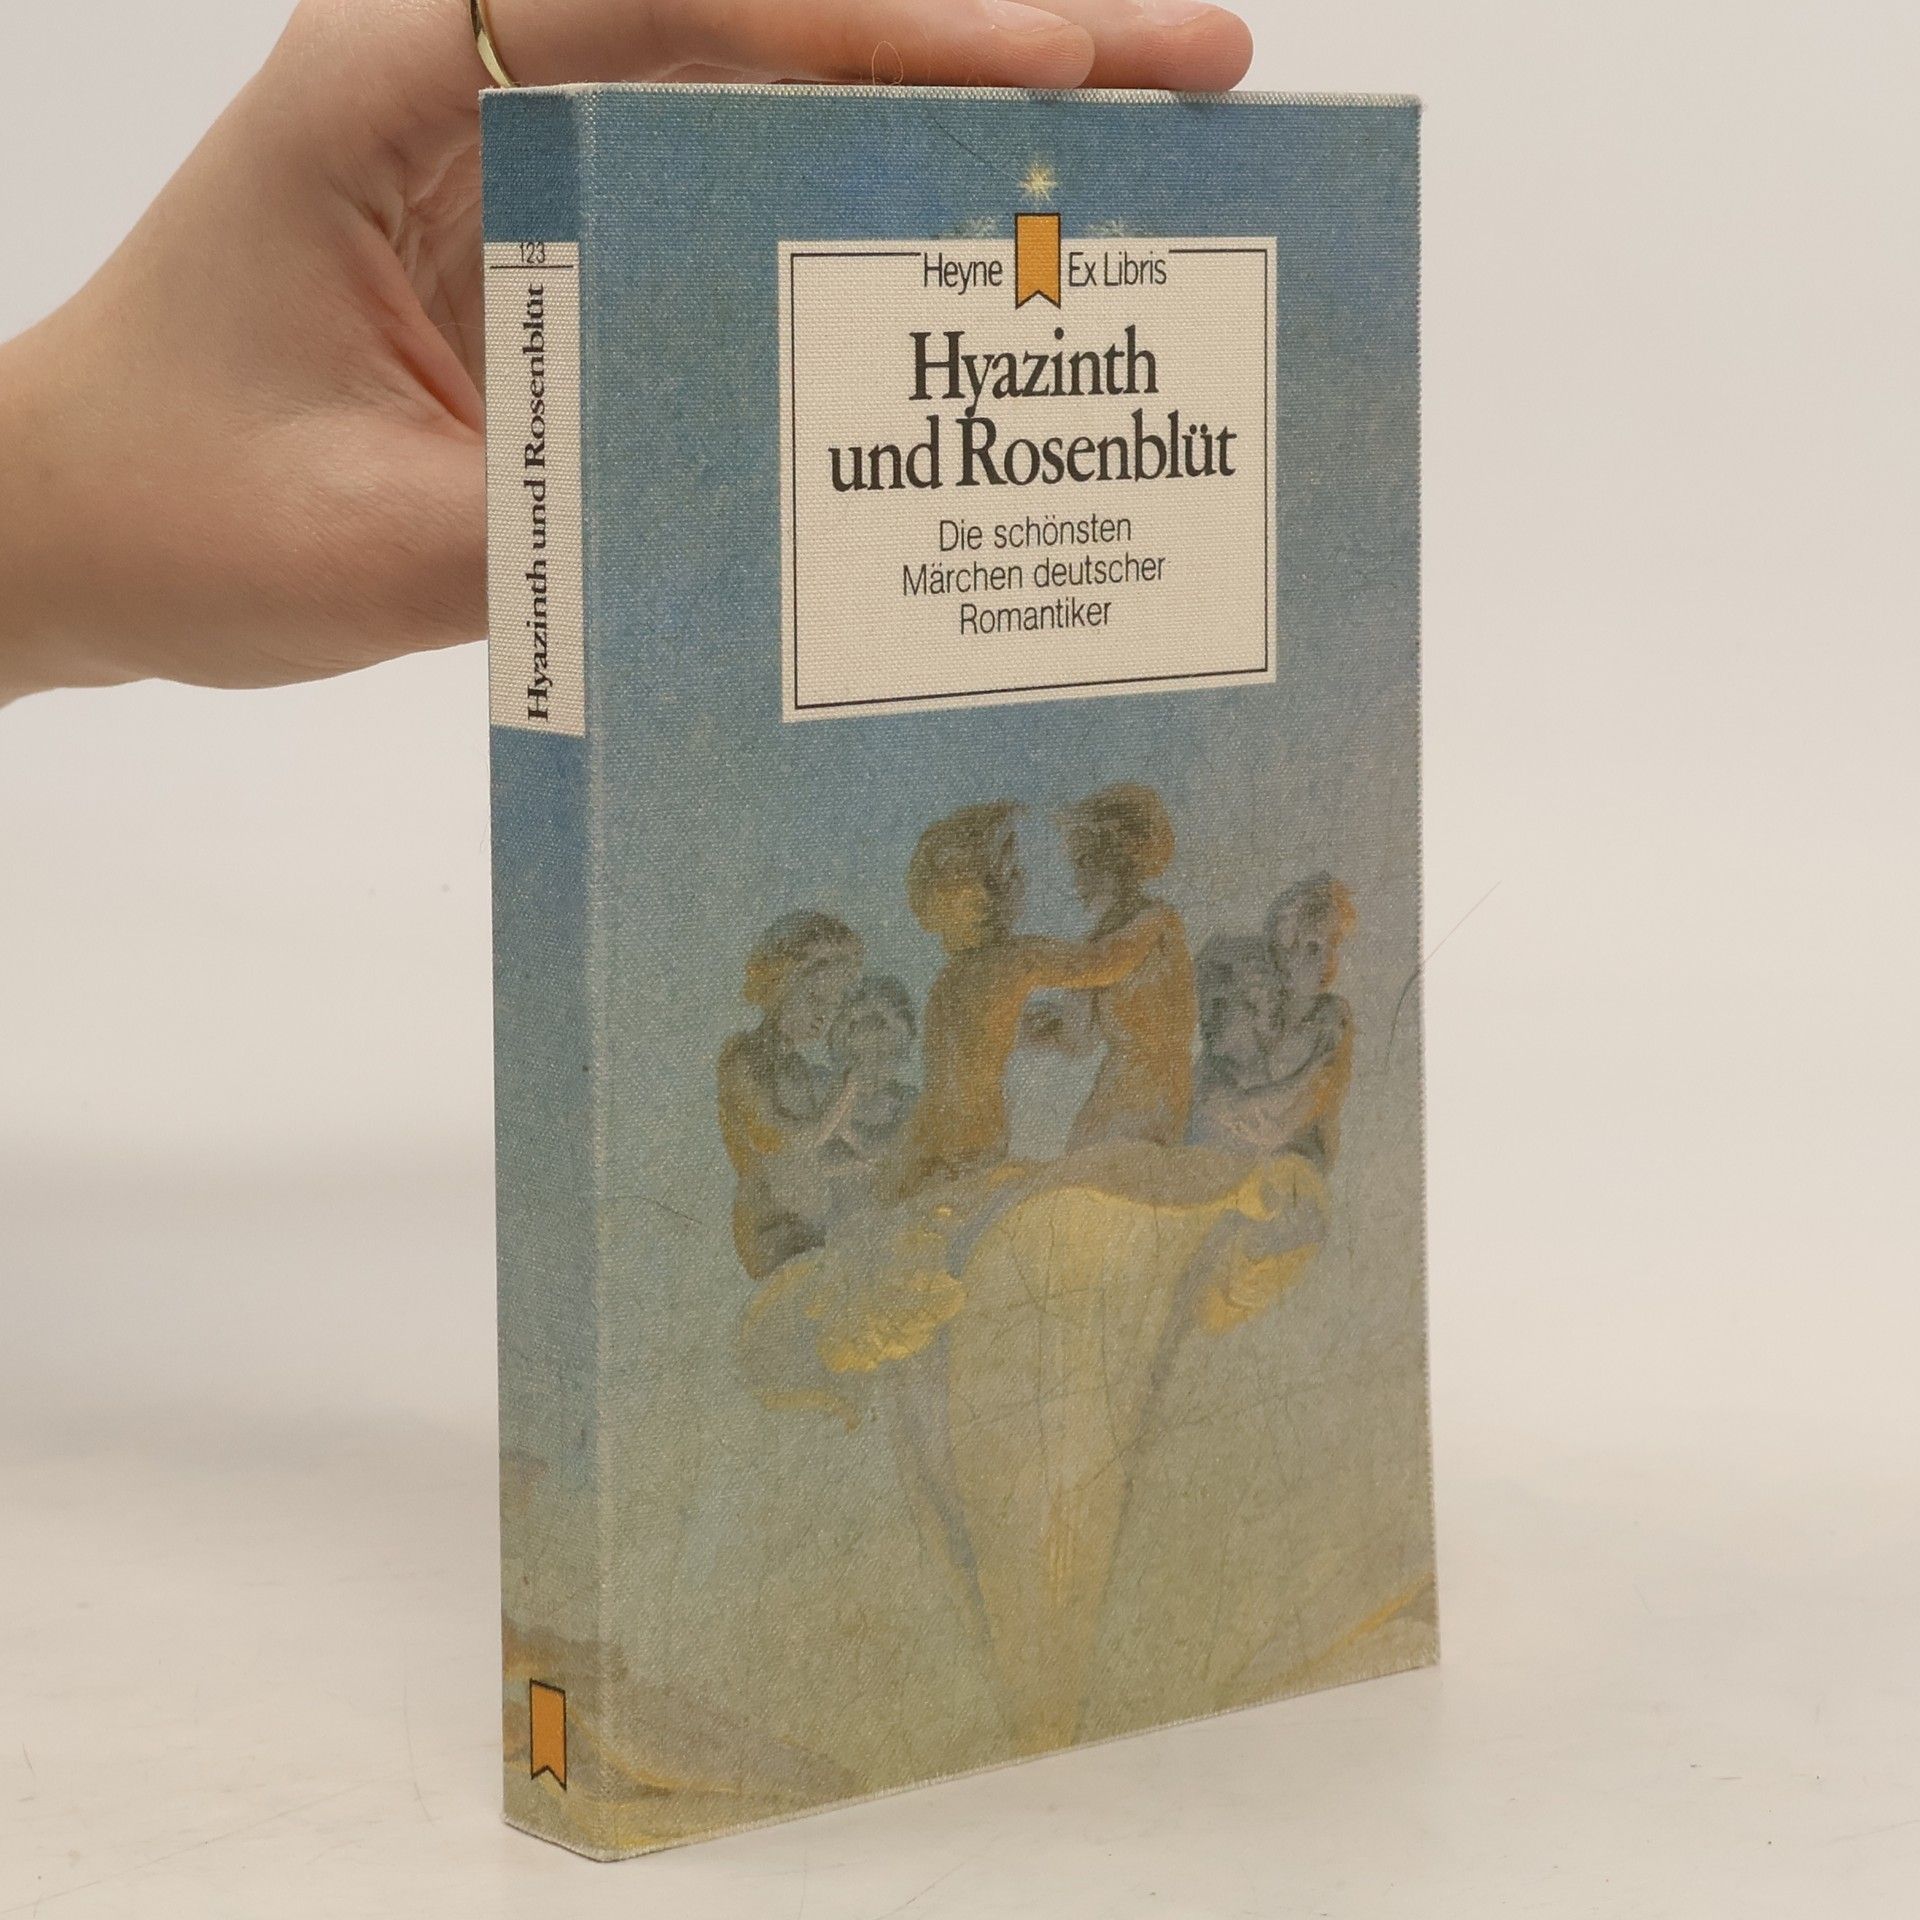 123
Hyazinth und Rosenblüt
Heyne Ex Libris
Hyazinth
und Rosenblüt
Die schönsten
Märchen deutscher
Romantiker